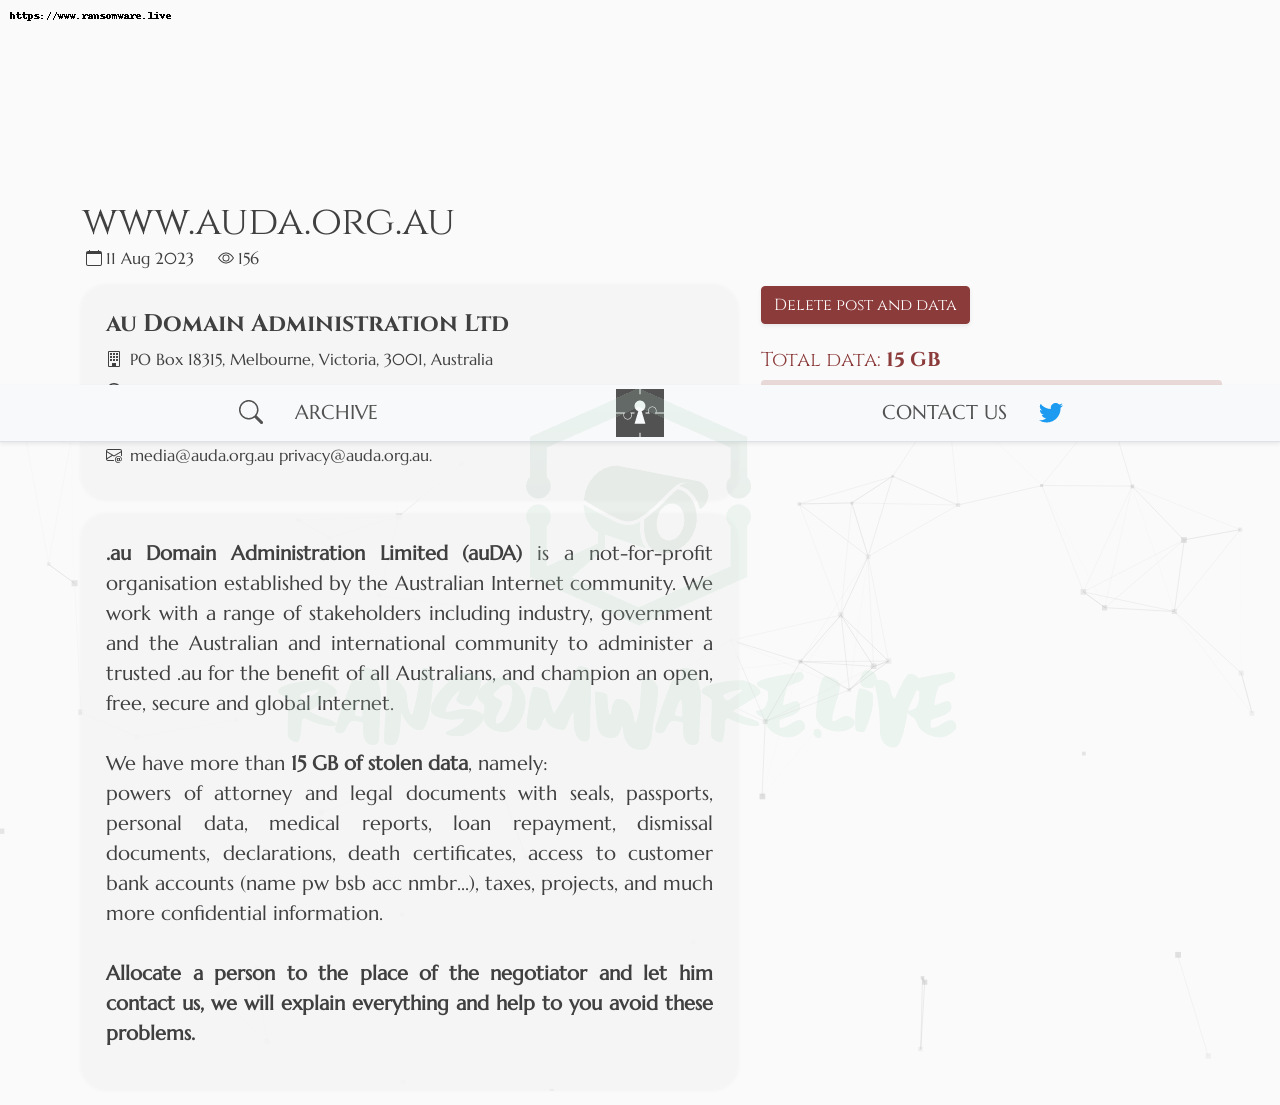 https://www.ransomware.live
WWW.AUDA.ORG.AU
11 Aug 2023 156
AU DOMAIN ADMINISTRATION LTD
DELETE POST AND DATA
PO Box 18315, Melbourne, Victoria, 3001, Australia
TOTAL DATA: 15 GB
ARCHIVE
CONTACT US
media@auda.org.au privacy@auda.org.au.
.au Domain Administration Limited (auDA) is a not-for-profit
organisation established by the Australian Internet community. We
work with a range of stakeholders including industry, government
and the Australian and international community to administer a
trusted .au for the benefit of all Australians, and champion an open,
free, secure and global Internet.
RANSOMWARE.LIVE
We have more than 15 GB of stolen data, namely:
powers of attorney and legal documents with seals, passports,
personal data, medical reports, loan repayment, dismissal
documents, declarations, death certificates, access to customer
bank accounts (name pw bsb acc nmbr...), taxes, projects, and much
more confidential information.
Allocate a person to the place of the negotiator and let him
contact us, we will explain everything and help to you avoid these
problems.